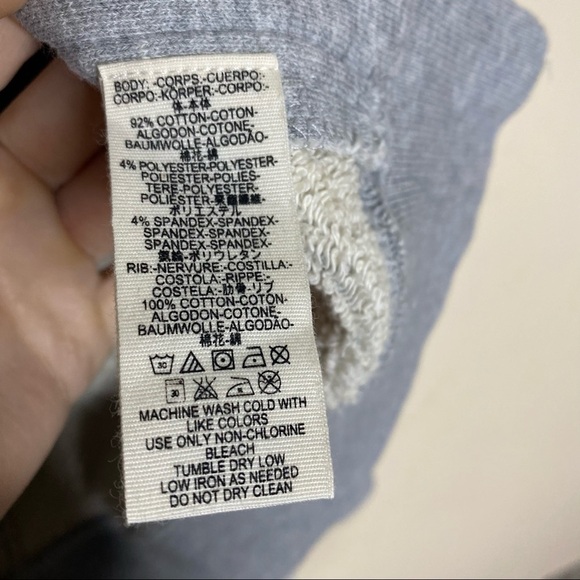 BODY: -CORPS.-CUERPO:-
CORPO:-KÖRPER:-CORPO:
体-本体
92% COTTON-COTON-
ALGODON-COTONE-
BAUMWOLLE-ALGODÃO-
棉花-綿
4% POLYESTER-POLYESTER-
POLIESTER-POLIES-
TERE-POLYESTER-
POLIÉSTER-聚酯纖維-
ポリエステル
4% SPANDEX-SPANDEX-
SPANDEX-SPANDEX-
SPANDEX-SPANDEX-
氨綸-ポリウレタン
RIB:-NERVURE:-COSTILLA:-
COSTOLA:-RIPPE:-
COSTELA:-肋骨-リブ
100% COTTON-COTON-
ALGODON-COTONE-
BAUMWOLLE-ALGODÃO-
棉花-綿
30
30
MACHINE WASH COLD WITH
LIKE COLORS
USE ONLY NON-CHLORINE
BLEACH
TUMBLE DRY LOW
LOW IRON AS NEEDED
DO NOT DRY CLEAN